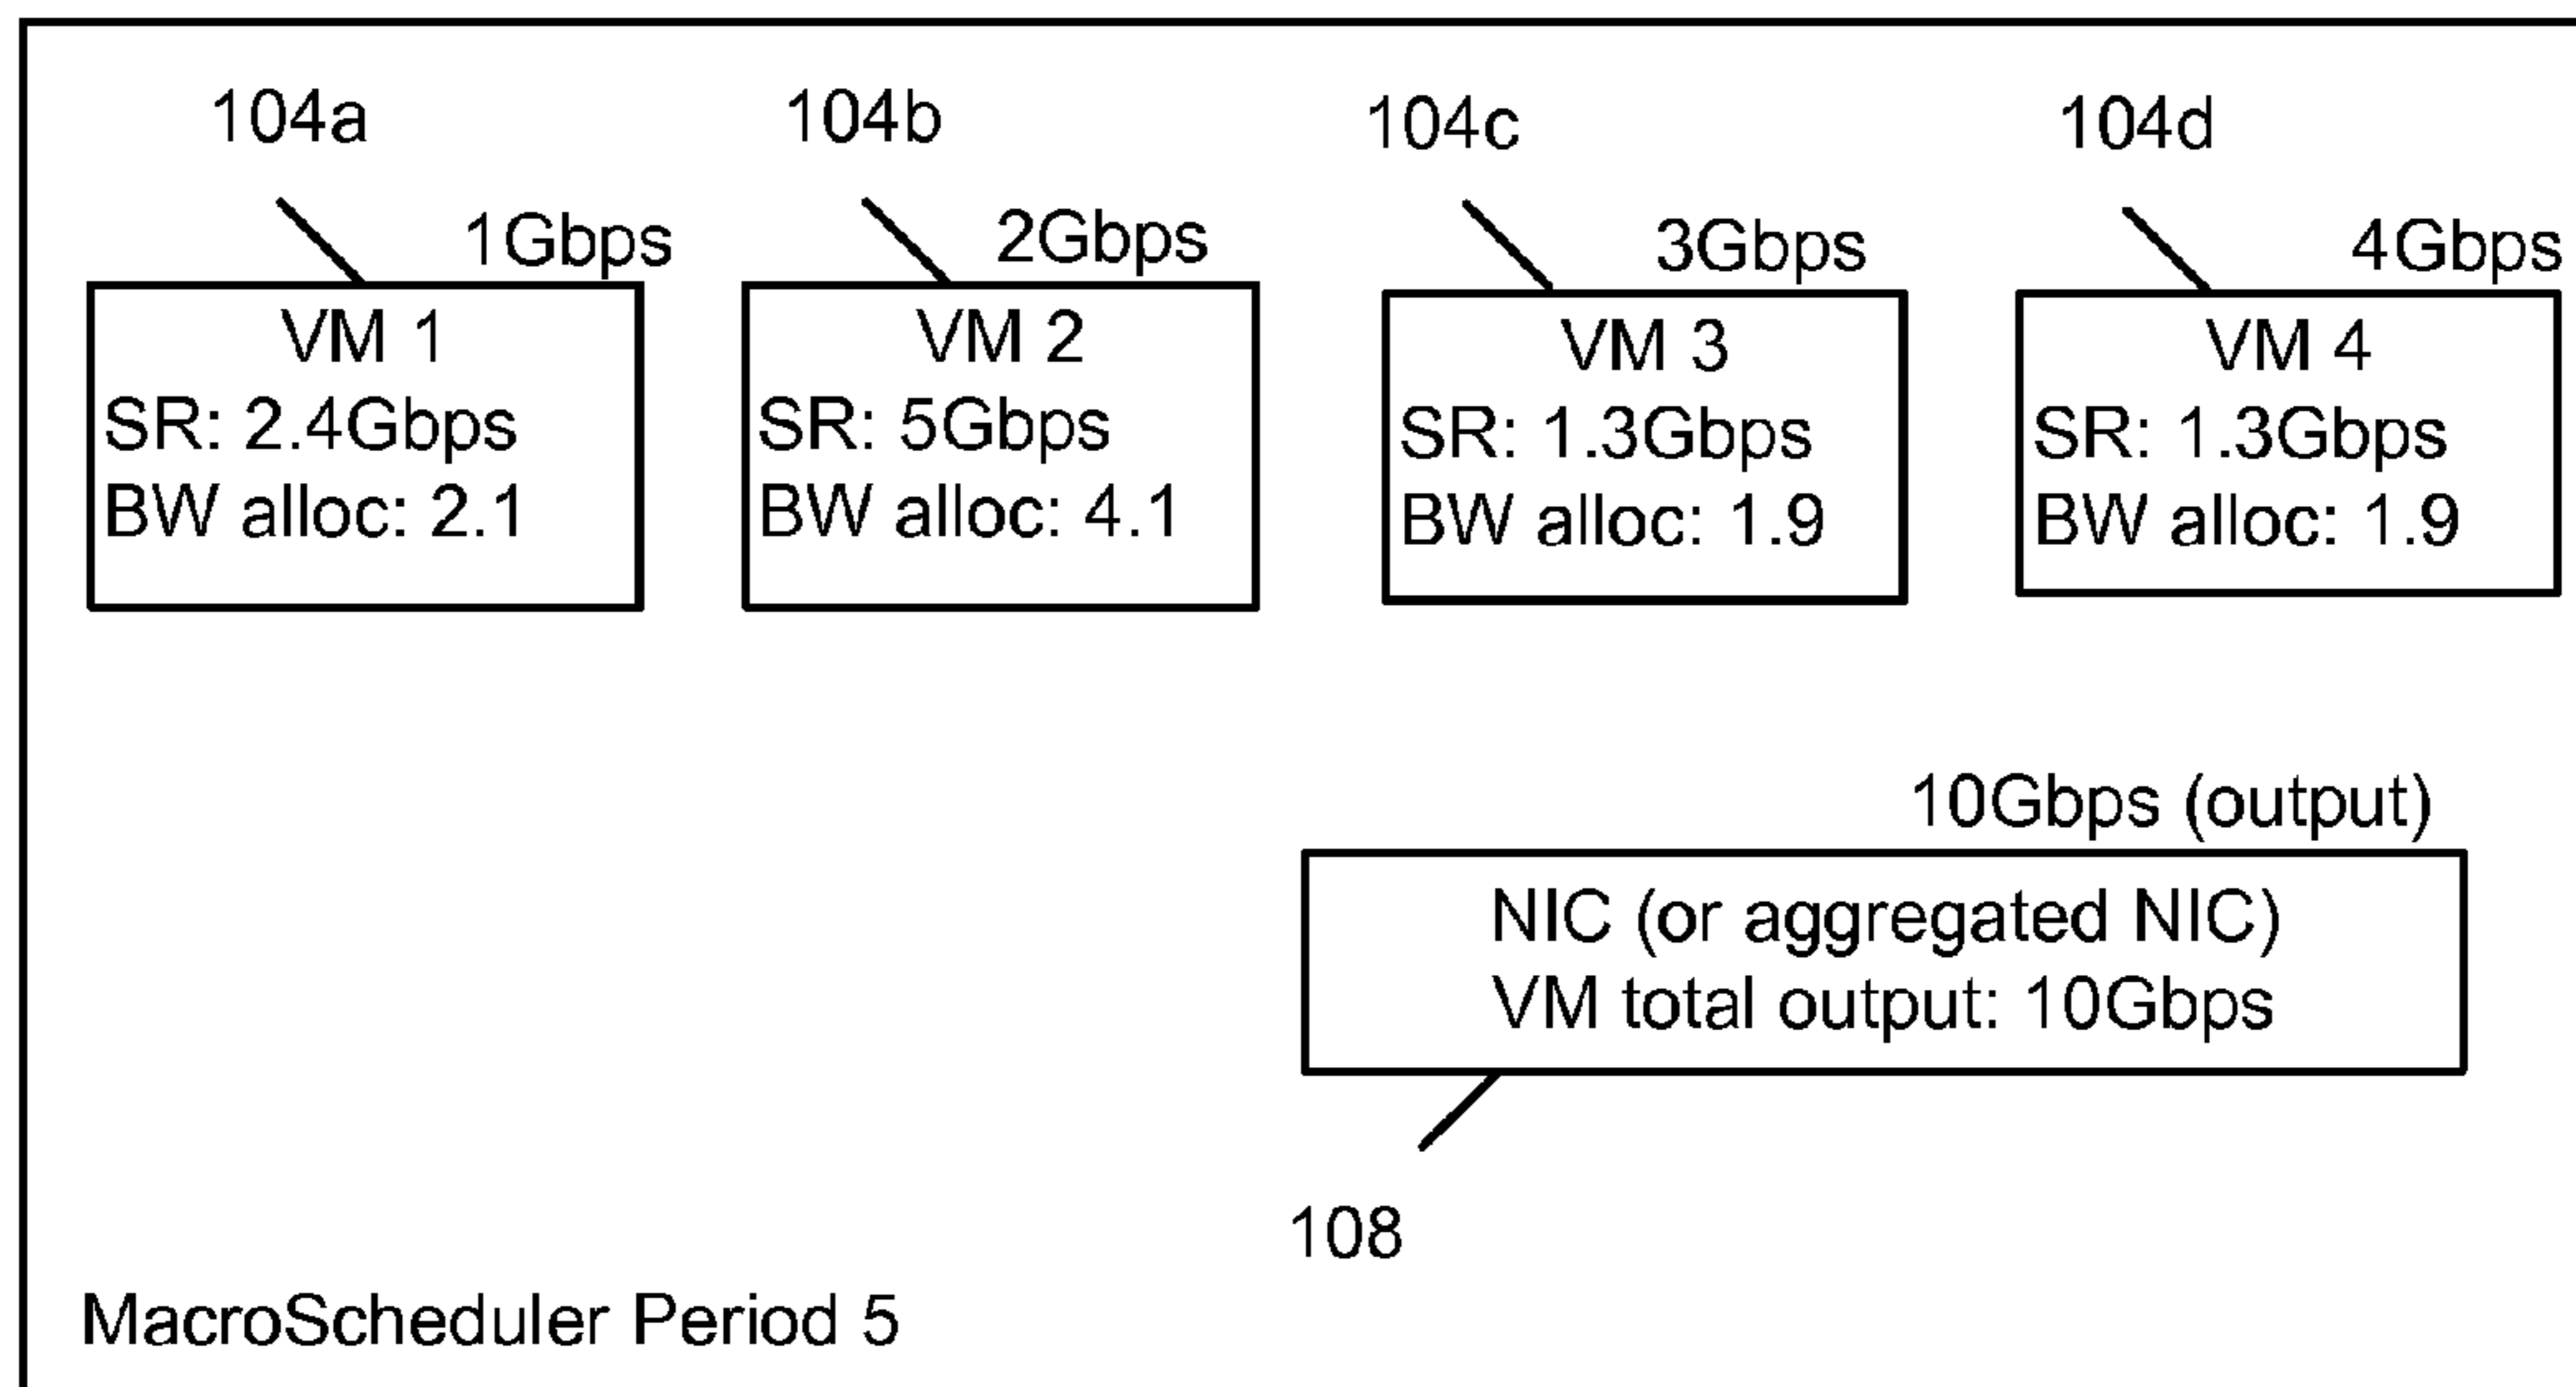 104a
104b
104c
104d
1Gbps
2Gbps
3Gbps
4Gbps
VM 1
SR: 2.4Gbps
BW alloc: 2.1
VM 2
SR: 5Gbps
BW alloc: 4.1
VM 3
SR: 1.3Gbps
BW alloc: 1.9
VM 4
SR: 1.3Gbps
BW alloc: 1.9
10Gbps (output)
NIC (or aggregated NIC)
VM total output: 10Gbps
108
MacroScheduler Period 5